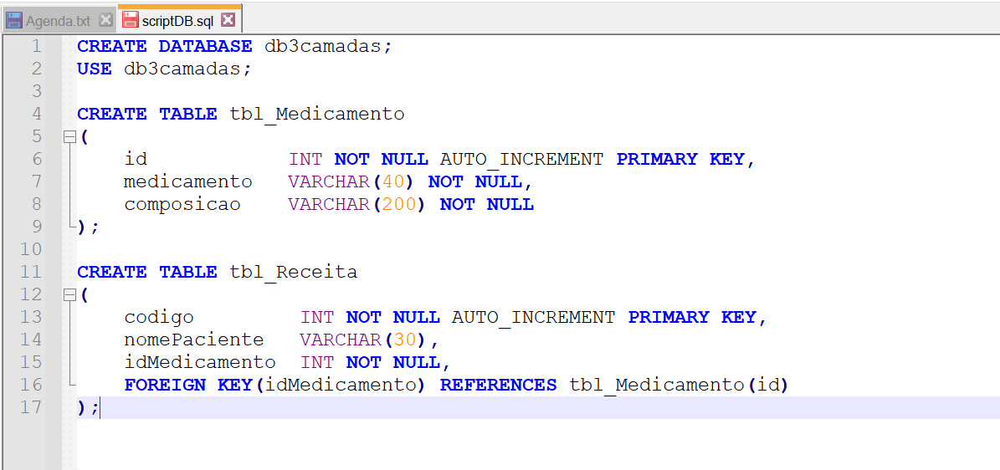 Agenda.txt scriptDB.sql
1 CREATE DATABASE db3camadas;
2 USE db3camadas;
3
4 CREATE TABLE tbl_Medicamento
5 (
6 id INT NOT NULL AUTO_INCREMENT PRIMARY KEY,
7 medicamento VARCHAR(40) NOT NULL,
8 composicao VARCHAR(200) NOT NULL
9 );
10
11 CREATE TABLE tbl_Receita
12 (
13 codigo INT NOT NULL AUTO_INCREMENT PRIMARY KEY,
14 nomePaciente VARCHAR(30),
15 idMedicamento INT NOT NULL,
16 FOREIGN KEY(idMedicamento) REFERENCES tbl_Medicamento(id)
17 );